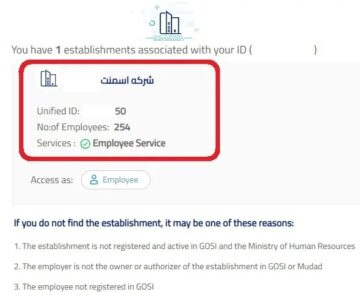 You have 1 establishments associated with your ID ( )
شركه اسمنت
Unified ID: 50
No:of Employees: 254
Services : Employee Service
Access as: Employee
If you do not find the establishment, it may be one of these reasons:
1. The establishment is not registered and active in GOSI and the Ministry of Human Resources
2. The employer is not the owner or authorizer of the establishment in GOSI or Mudad
3. The employee not registered in GOSI